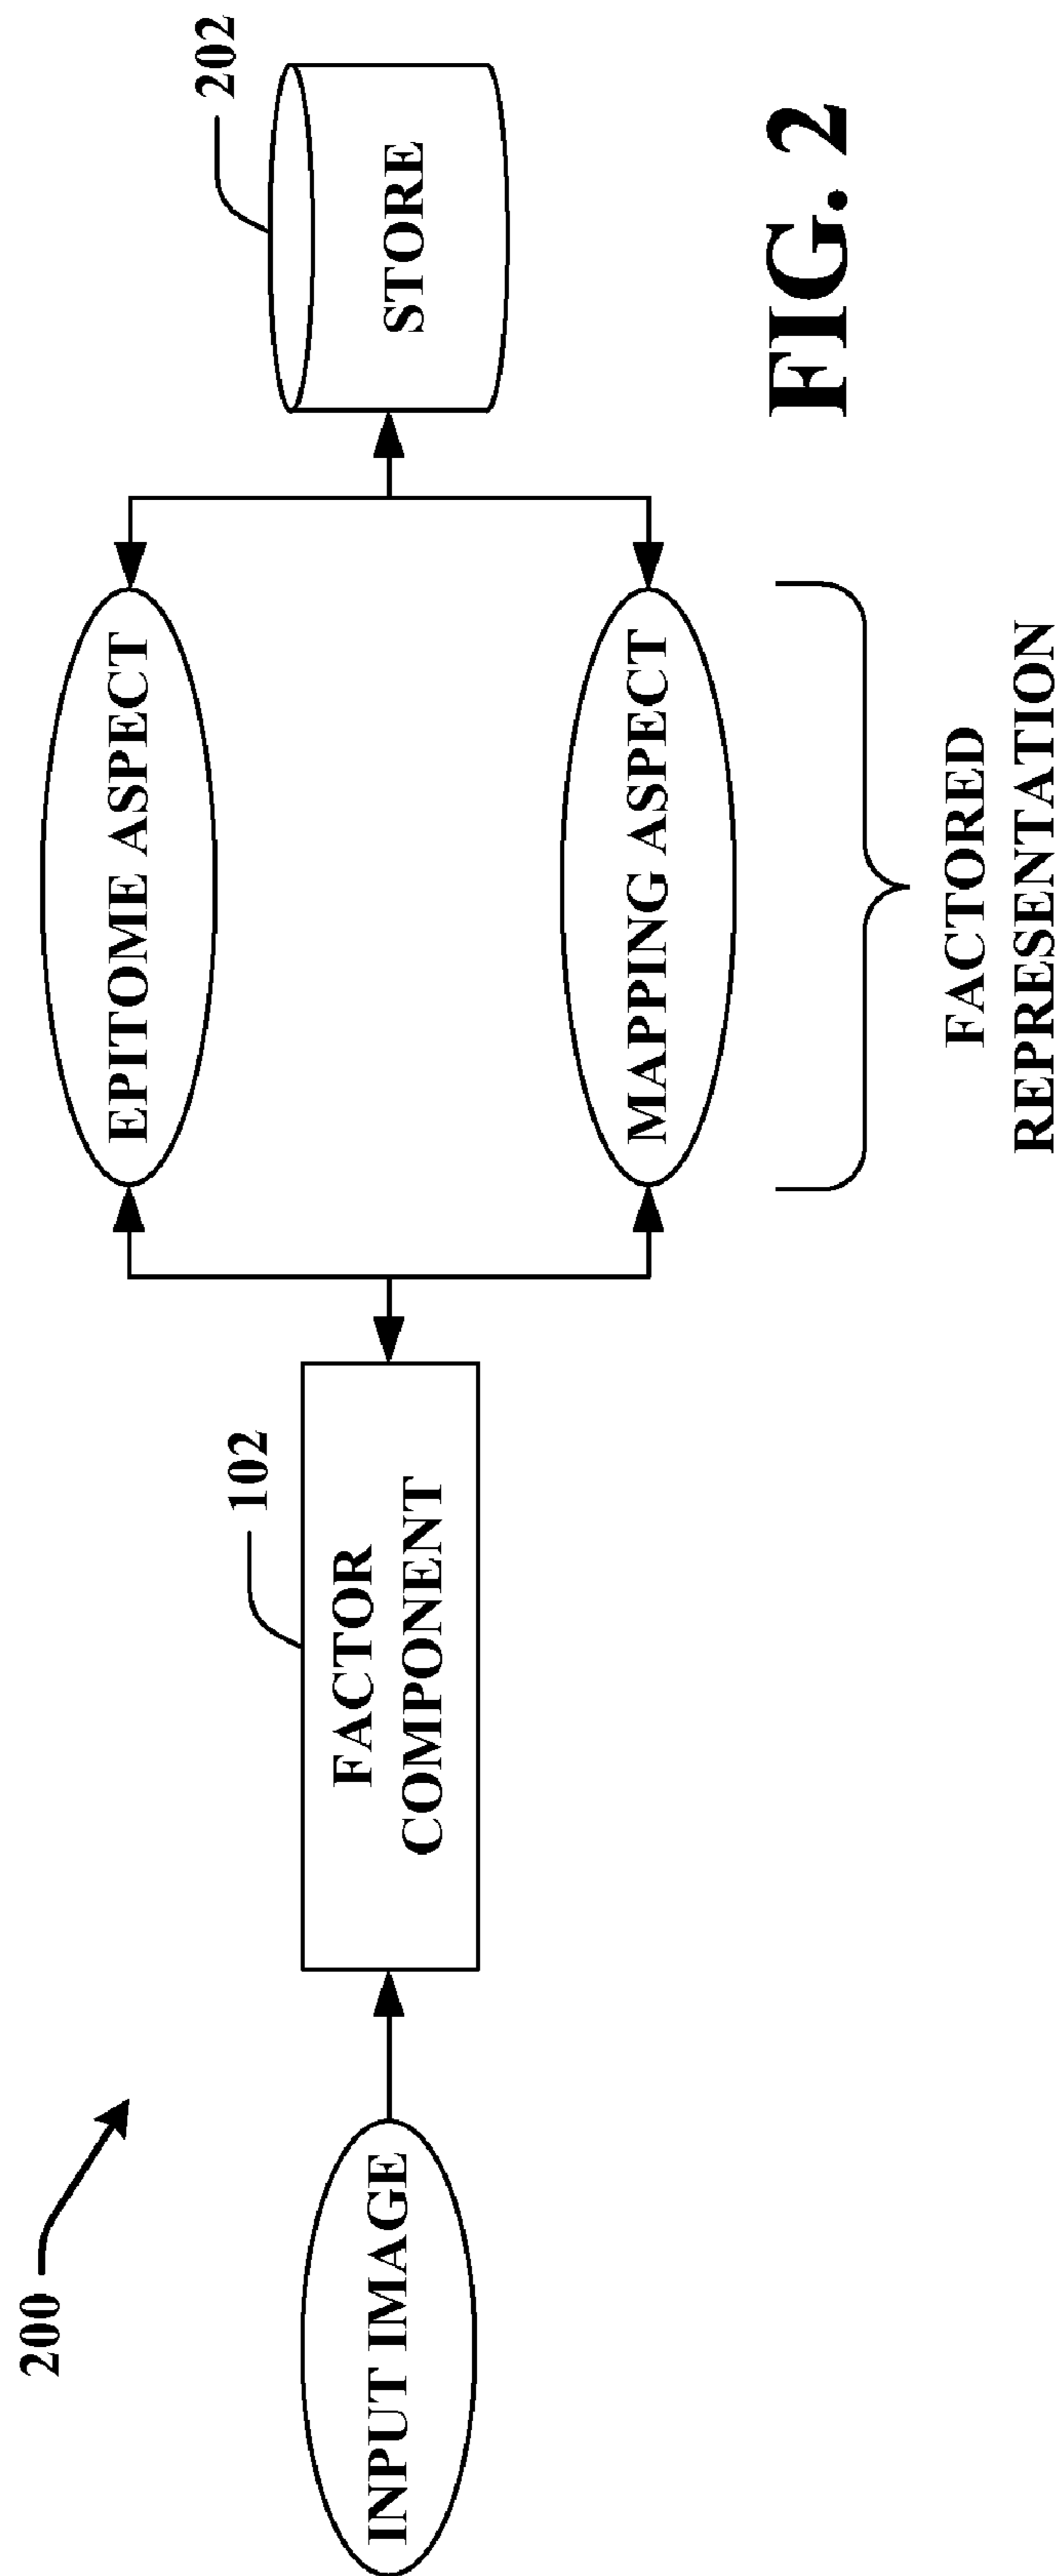 200
INPUT IMAGE
102
FACTOR
COMPONENT
EPITOME ASPECT
MAPPING ASPECT
FACTORED
REPRESENTATION
202
STORE
FIG. 2